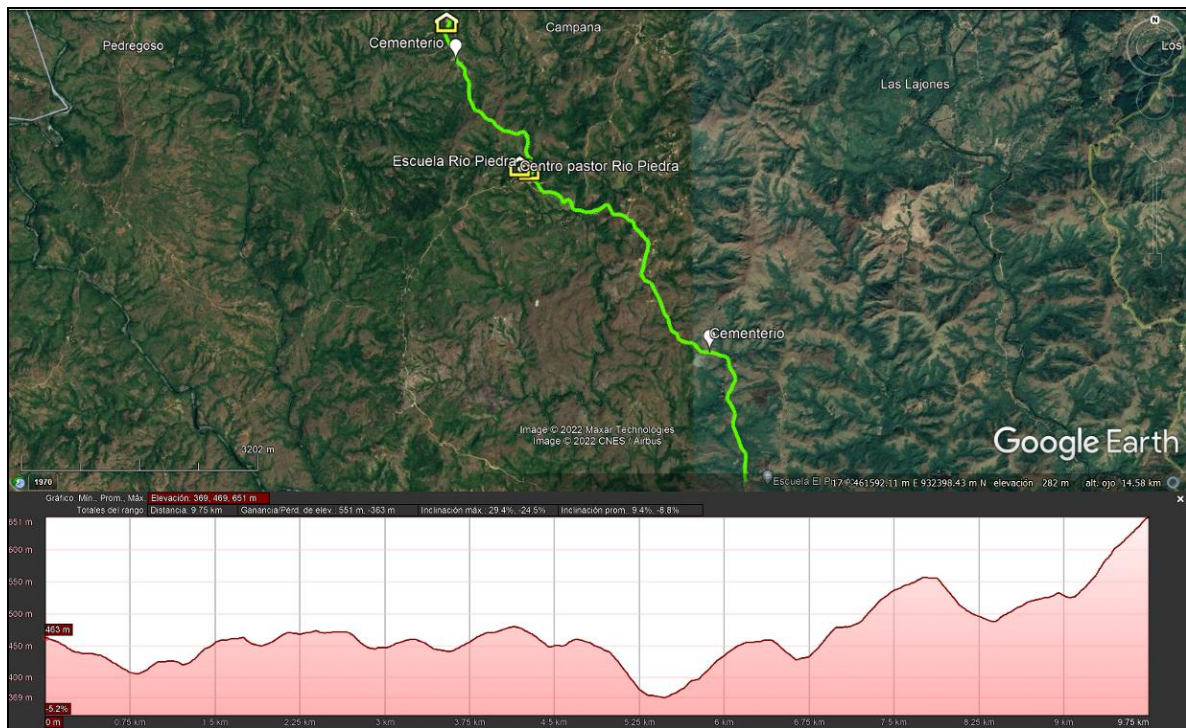 Campana
N
Pedregoso
Cementerio
Los
Las Lajones
Escuela Rio Piedra
Centro pastor Rio Piedra
Cementerio
Image © 2022 Maxar Technologies
Image © 2022 CNES / Airbus
3202 m
Google Earth
1970
Escuela El P
461592.11 m E 932398.43 m N elevación 282 m alt. ojo 14.58 km
Gráfico: Mín., Prom., Máx. Elevación: 369, 469, 651 m
Totales del rango: Distancia: 9.75 km Ganancia/Pérd. de elev.: 551 m, -363 m Inclinación máx.: 29.4%, -24.5% Inclinación prom.: 9.4%, -8.8%
651 m
600 m
550 m
500 m
463 m
450 m
400 m
369 m
-5.2%
0 m 0.75 km 1.5 km 2.25 km 3 km 3.75 km 4.5 km 5.25 km 6 km 6.75 km 7.5 km 8.25 km 9 km 9.75 km